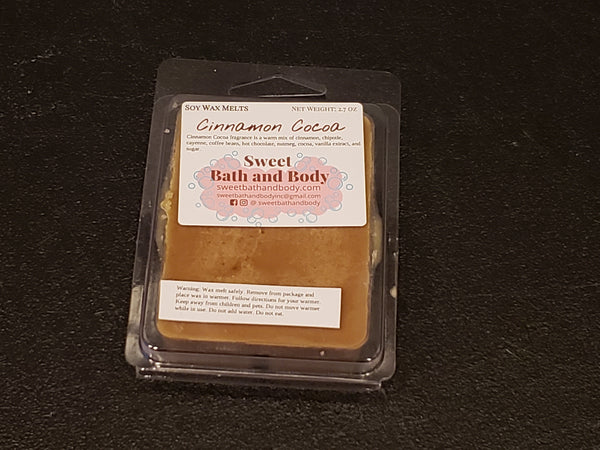 Soy Wax Melts
Net Weight: 2.7 oz
Cinnamon Cocoa
Cinnamon Cocoa fragrance is a warm mix of cinnamon, chipotle,
cayenne, coffee beans, hot chocolate, nutmeg, cocoa, vanilla extract, and
sugar.
Sweet
Bath and Body
sweetbathandbody.com
sweetbathandbodyinc@gmail.com
@sweetbathandbody
Warning: Wax melt safely. Remove from package and
place wax in warmer. Follow directions for your warmer.
Keep away from children and pets. Do not move warmer
while in use. Do not add water. Do not eat.